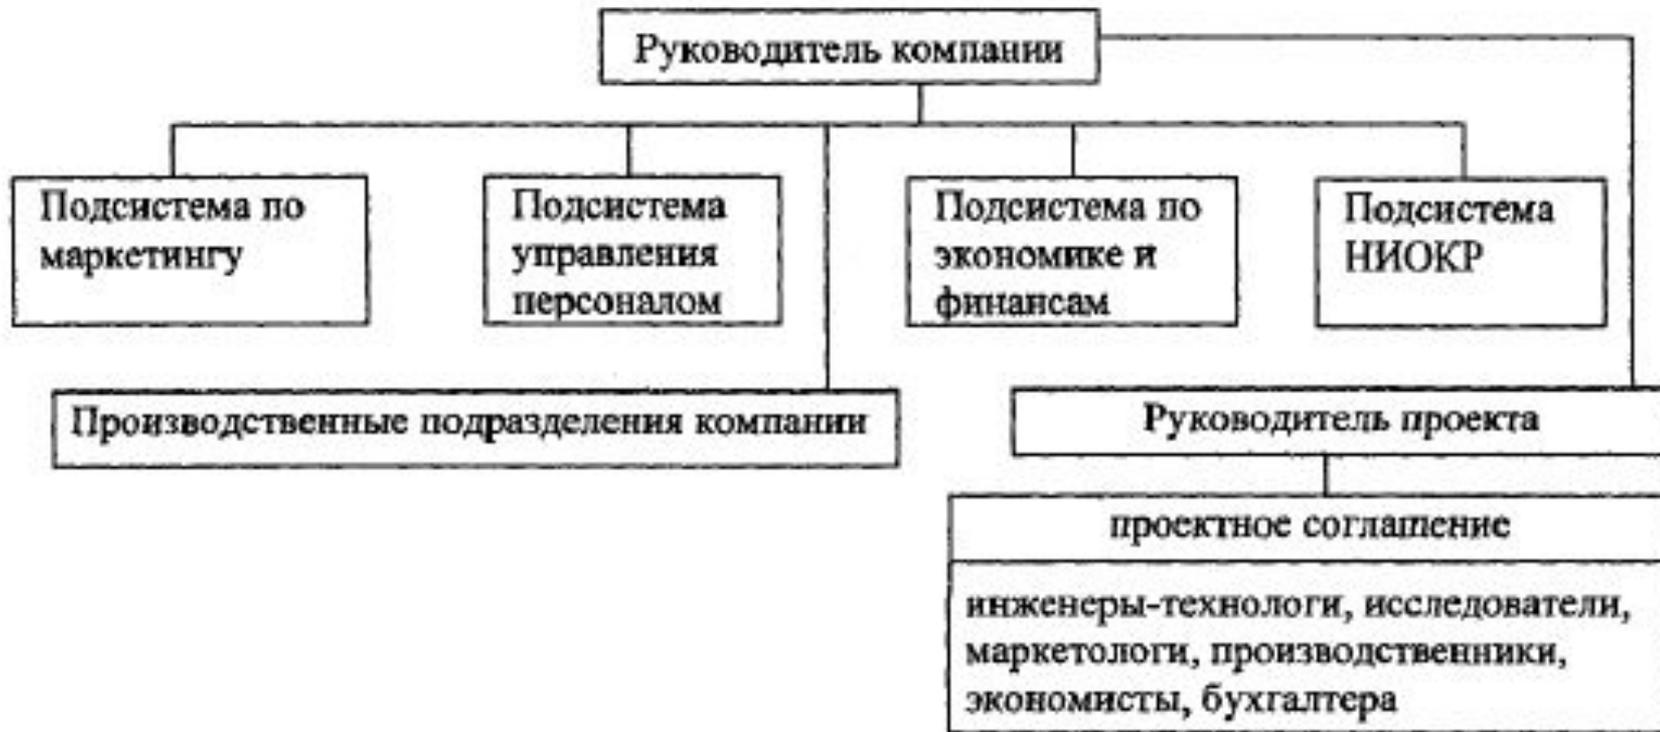 Руководитель компании
Подсистема по
маркетингу
Подсистема
управления
персоналом
Подсистема по
экономике и
финансам
Подсистема
НИОКР
Производственные подразделения компании
Руководитель проекта
проектное соглашение
инженеры-технологи, исследователи,
маркетологи, производственники,
экономисты, бухгалтера